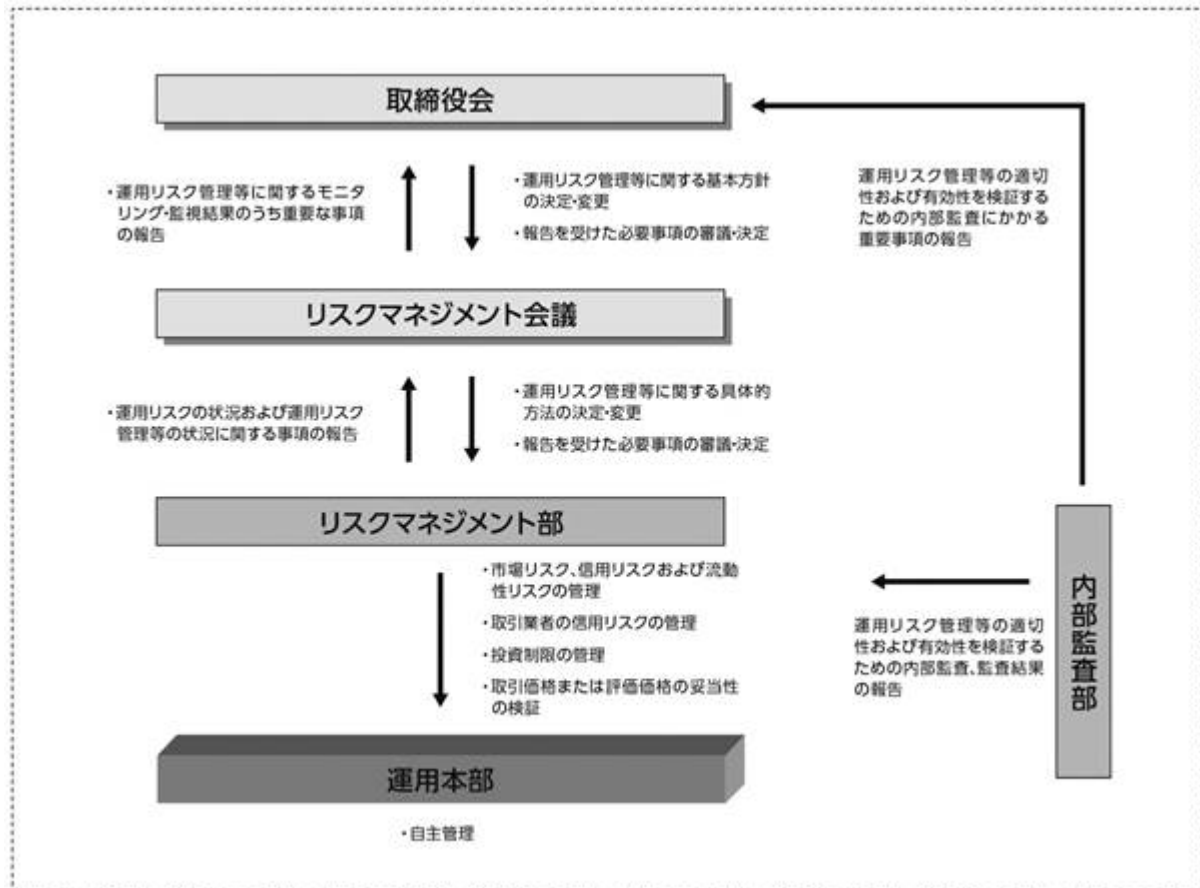 取締役会
・運用リスク管理等に関するモニタ
リング・監視結果のうち重要な事項
の報告
・運用リスク管理等に関する基本方針
の決定・変更
・報告を受けた必要事項の審議・決定
運用リスク管理等の適切
性および有効性を検証する
ための内部監査にかかる
重要事項の報告
リスクマネジメント会議
・運用リスクの状況および運用リスク
管理等の状況に関する事項の報告
・運用リスク管理等に関する具体的
方法の決定・変更
・報告を受けた必要事項の審議・決定
リスクマネジメント部
・市場リスク、信用リスクおよび流動
性リスクの管理
・取引業者の信用リスクの管理
・投資制限の管理
・取引価格または評価価格の妥当性
の検証
運用リスク管理等の適切
性および有効性を検証する
ための内部監査、監査結果
の報告
内部監査部
運用本部
・自主管理